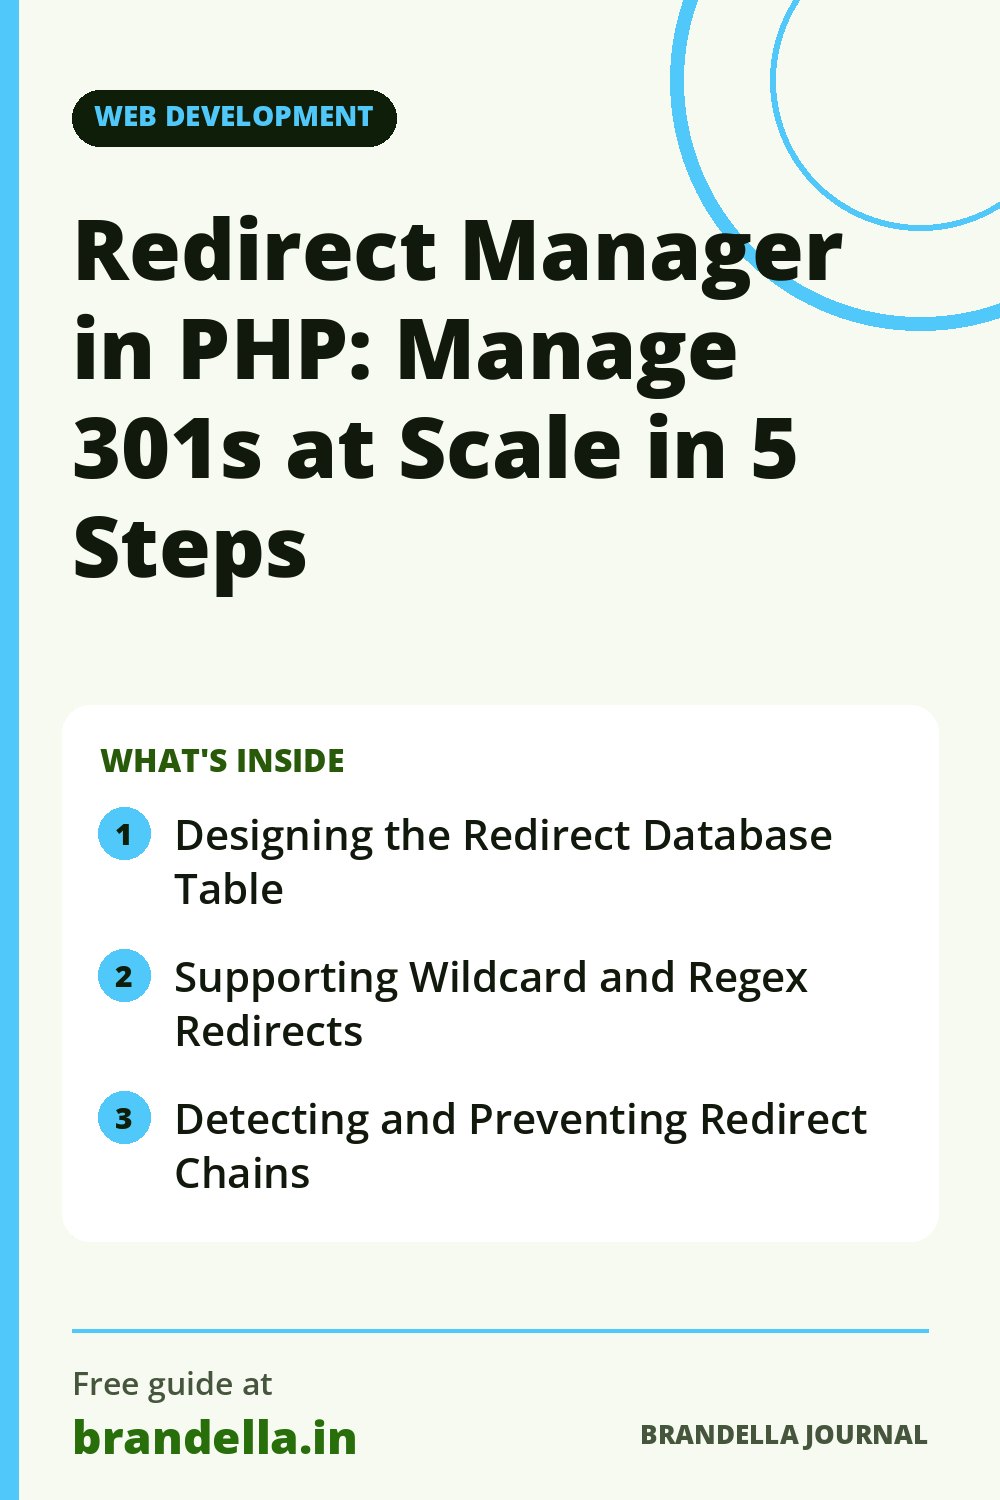 WEB DEVELOPMENT
Redirect Manager
in PHP: Manage
301s at Scale in 5
Steps
WHAT'S INSIDE
1 Designing the Redirect Database
Table
2 Supporting Wildcard and Regex
Redirects
3 Detecting and Preventing Redirect
Chains
Free guide at
brandella.in
BRANDELLA JOURNAL